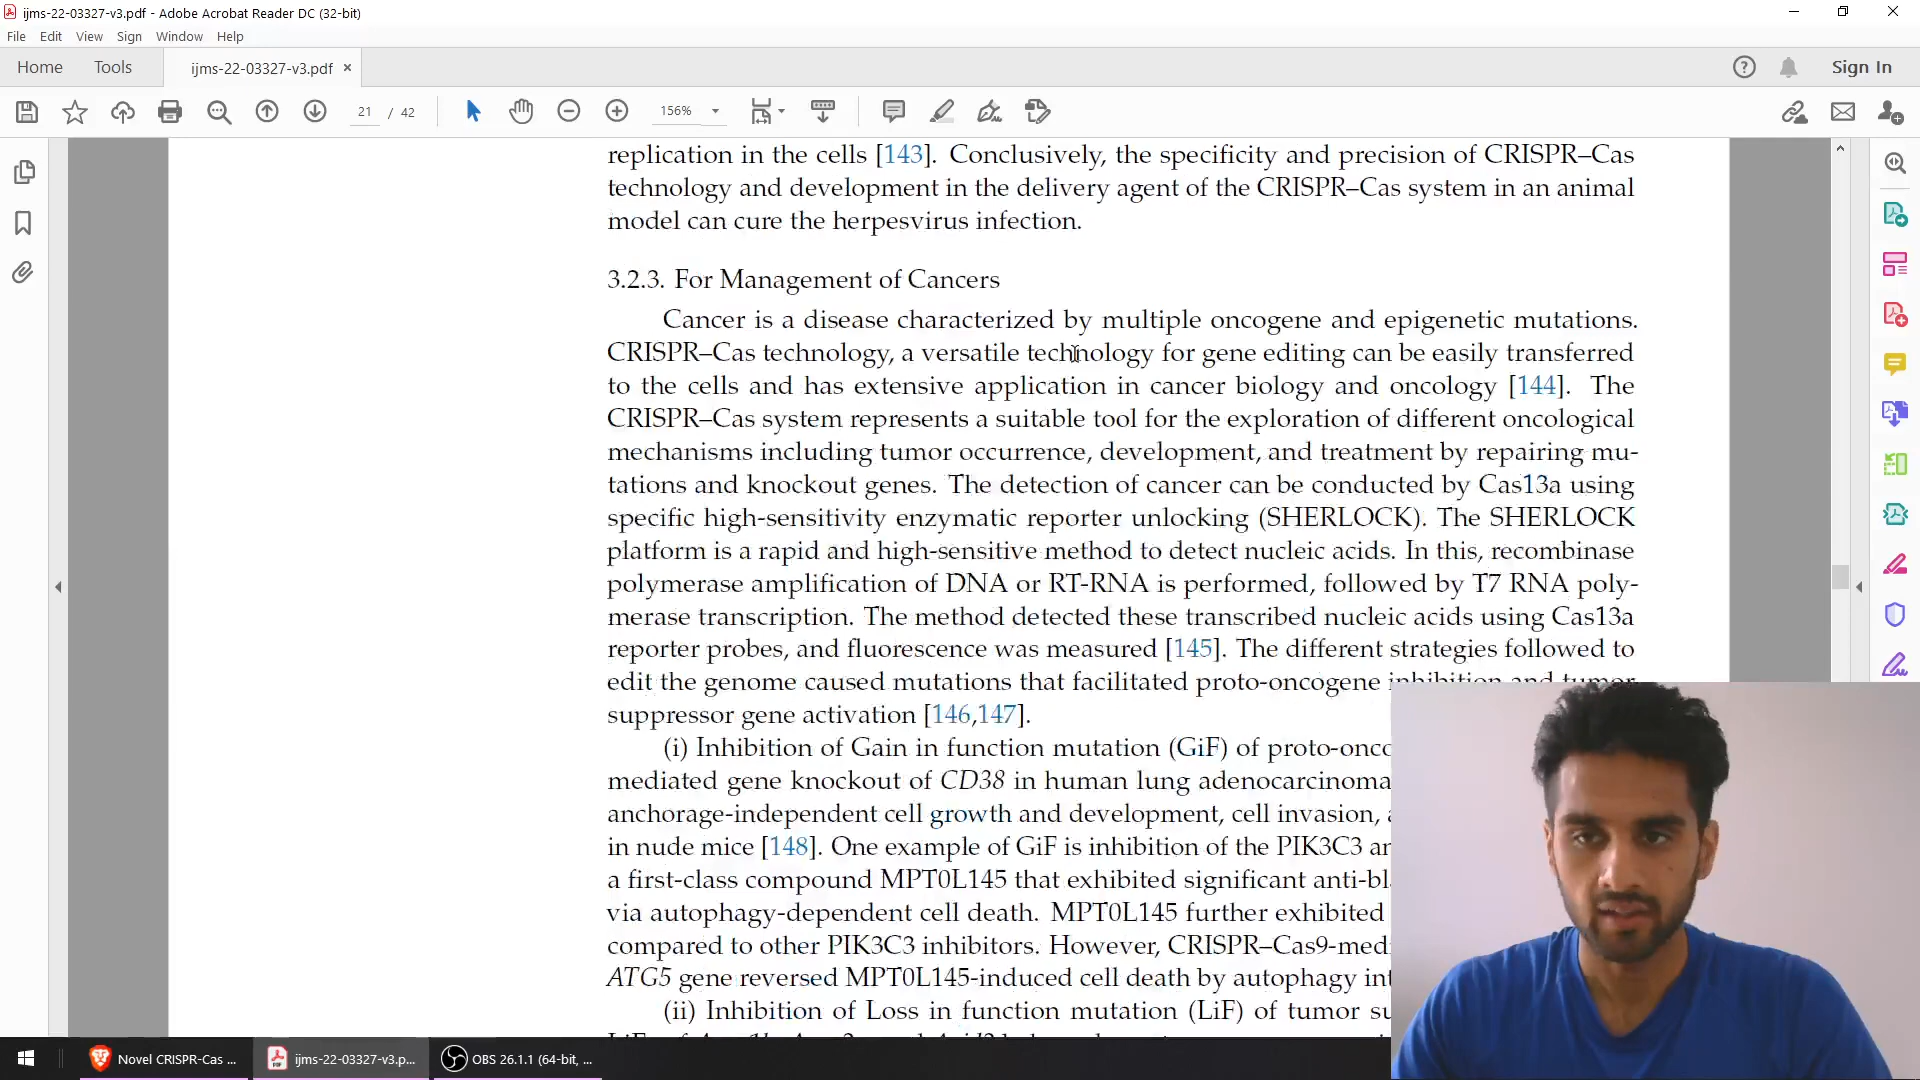 ijms-22-03327-v3.pdf - Adobe Acrobat Reader DC (32-bit)
File Edit View Sign Window Help
Home Tools ijms-22-03327-v3.pdf × Sign In
21 / 42 156%
replication in the cells [143]. Conclusively, the specificity and precision of CRISPR–Cas
technology and development in the delivery agent of the CRISPR–Cas system in an animal
model can cure the herpesvirus infection.
3.2.3. For Management of Cancers
Cancer is a disease characterized by multiple oncogene and epigenetic mutations.
CRISPR–Cas technology, a versatile technology for gene editing can be easily transferred
to the cells and has extensive application in cancer biology and oncology [144]. The
CRISPR–Cas system represents a suitable tool for the exploration of different oncological
mechanisms including tumor occurrence, development, and treatment by repairing mu-
tations and knockout genes. The detection of cancer can be conducted by Cas13a using
specific high-sensitivity enzymatic reporter unlocking (SHERLOCK). The SHERLOCK
platform is a rapid and high-sensitive method to detect nucleic acids. In this, recombinase
polymerase amplification of DNA or RT-RNA is performed, followed by T7 RNA poly-
merase transcription. The method detected these transcribed nucleic acids using Cas13a
reporter probes, and fluorescence was measured [145]. The different strategies followed to
edit the genome caused mutations that facilitated proto-oncogene inhibition and tumor
suppressor gene activation [146,147].
(i) Inhibition of Gain in function mutation (GiF) of proto-onco
mediated gene knockout of CD38 in human lung adenocarcinoma
anchorage-independent cell growth and development, cell invasion,
in nude mice [148]. One example of GiF is inhibition of the PIK3C3
a first-class compound MPT0L145 that exhibited significant anti-bl
via autophagy-dependent cell death. MPT0L145 further exhibited
compared to other PIK3C3 inhibitors. However, CRISPR–Cas9-med
ATG5 gene reversed MPT0L145-induced cell death by autophagy in
(ii) Inhibition of Loss in function mutation (LiF) of tumor su
Novel CRISPR-Cas ... ijms-22-03327-v3.p... OBS 26.1.1 (64-bit, ...